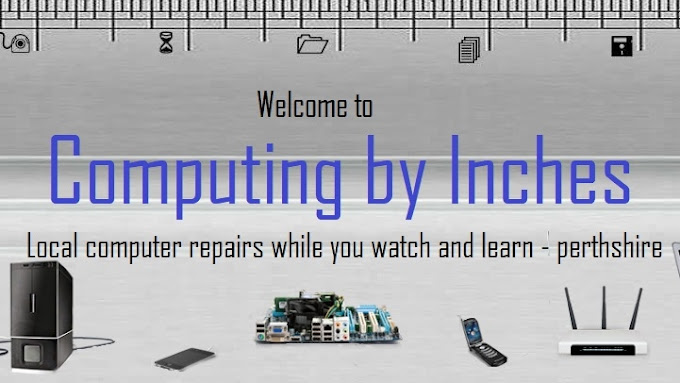 Welcome to
Computing by Inches
Local computer repairs while you watch and learn - perthshire